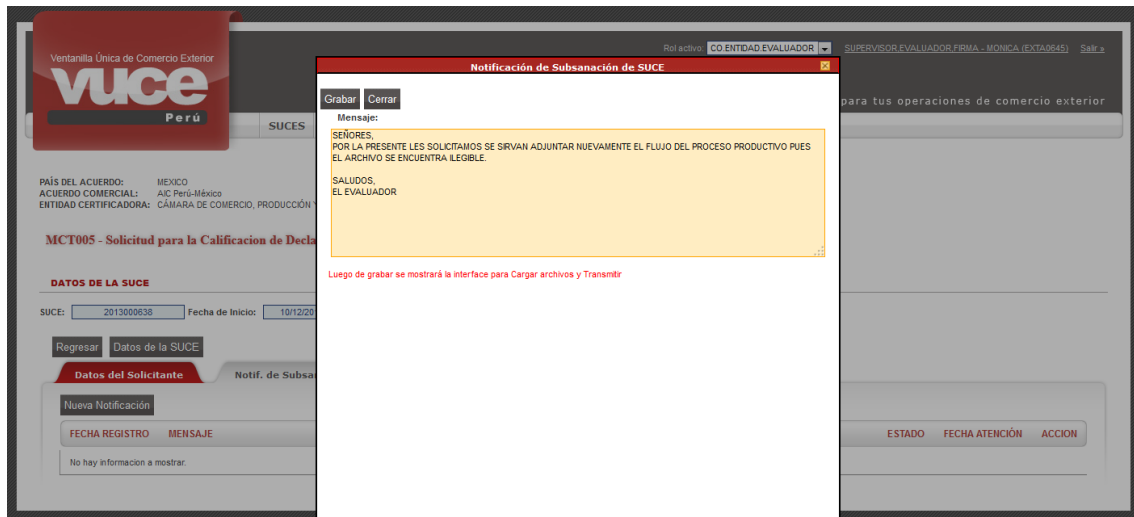 Ventanilla Única de Comercio Exterior
vuce
Perú
Rol activo: CO.ENTIDAD.EVALUADOR
SUPERVISOR.EVALUADOR.FIRMA - MONICA (EXTA0645) Salir »
para tus operaciones de comercio exterior
SUCES
PAÍS DEL ACUERDO: MEXICO
ACUERDO COMERCIAL: AIC Perú-México
ENTIDAD CERTIFICADORA: CÁMARA DE COMERCIO, PRODUCCIÓN
MCT005 - Solicitud para la Calificacion de Decla
DATOS DE LA SUCE
SUCE: 2013000638 Fecha de Inicio: 10/12/20
Regresar Datos de la SUCE
Datos del Solicitante Notif. de Subsa
Nueva Notificación
FECHA REGISTRO MENSAJE ESTADO FECHA ATENCIÓN ACCION
No hay informacion a mostrar.
Notificación de Subsanación de SUCE
Grabar Cerrar
Mensaje:
SEÑORES,
POR LA PRESENTE LES SOLICITAMOS SE SIRVAN ADJUNTAR NUEVAMENTE EL FLUJO DEL PROCESO PRODUCTIVO PUES
EL ARCHIVO SE ENCUENTRA ILEGIBLE.
SALUDOS,
EL EVALUADOR
Luego de grabar se mostrará la interface para Cargar archivos y Transmitir